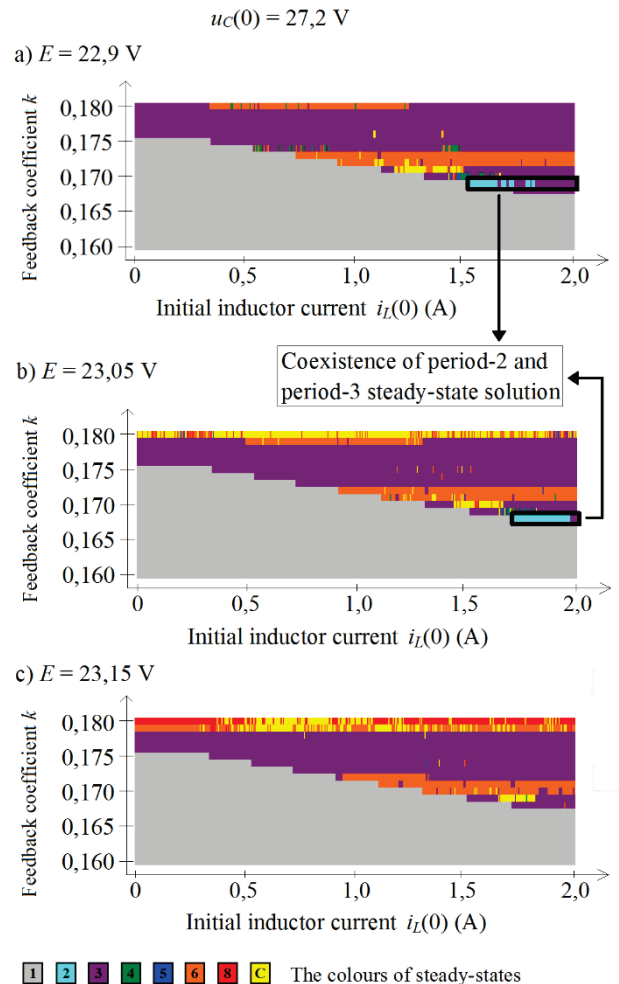 u_C(0) = 27,2 V
a) E = 22,9 V
Feedback coefficient k
0,180
0,175
0,170
0,165
0,160
0
0,5
1,0
1,5
2,0
Initial inductor current i_L(0) (A)
Coexistence of period-2 and
period-3 steady-state solution
b) E = 23,05 V
Feedback coefficient k
0,180
0,175
0,170
0,165
0,160
0
0,5
1,0
1,5
2,0
Initial inductor current i_L(0) (A)
c) E = 23,15 V
Feedback coefficient k
0,180
0,175
0,170
0,165
0,160
0
0,5
1,0
1,5
2,0
Initial inductor current i_L(0) (A)
1 2 3 4 5 6 8 C The colours of steady-states